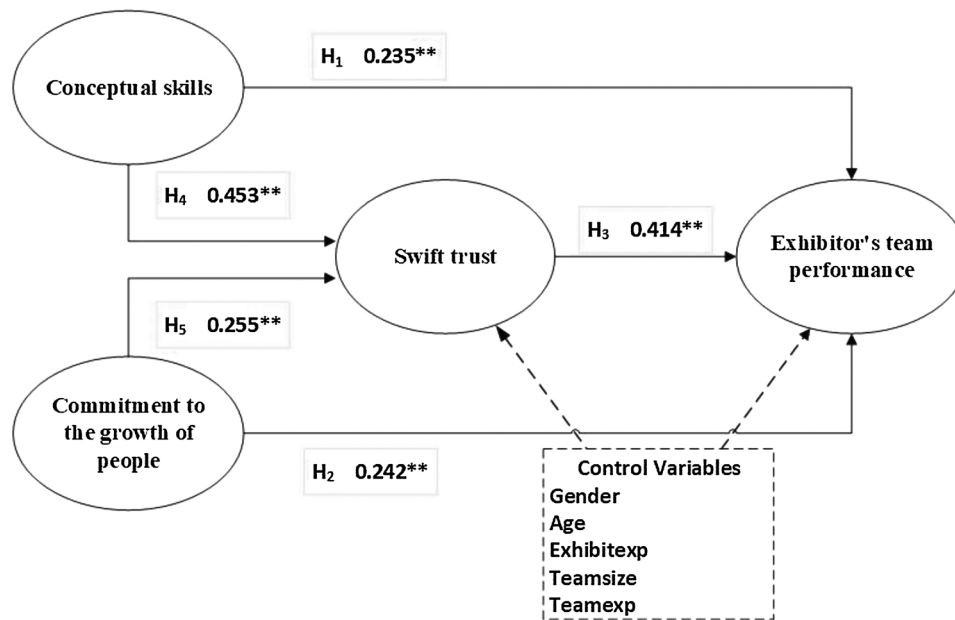 H₁ 0.235**
Conceptual skills
H₄ 0.453**
Swift trust
H₃ 0.414**
Exhibitor's team
performance
H₅ 0.255**
Commitment to
the growth of
people
H₂ 0.242**
Control Variables
Gender
Age
Exhibitexp
Teamsize
Teamexp